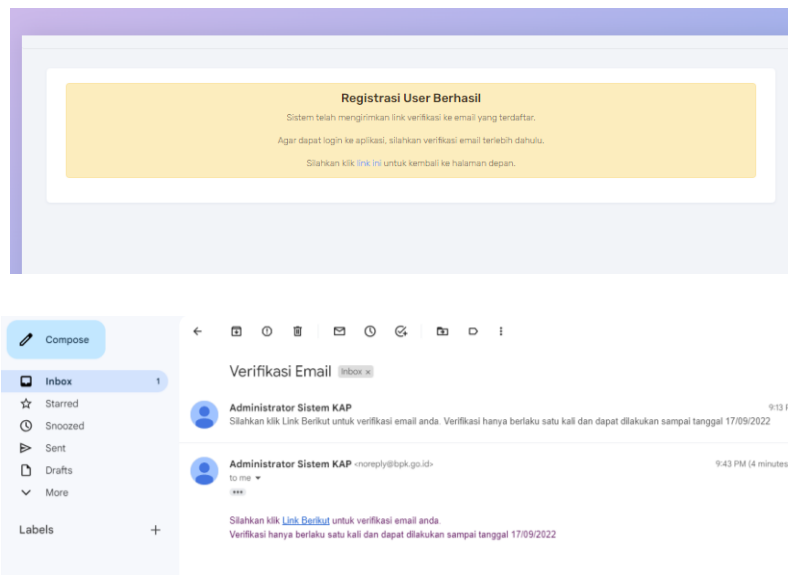 Registrasi User Berhasil
Sistem telah mengirimkan link verifikasi ke email yang terdaftar.
Agar dapat login ke aplikasi, silahkan verifikasi email terlebih dahulu.
Silahkan klik link ini untuk kembali ke halaman depan.
Compose
Verifikasi Email Inbox x
Inbox 1
Starred
Snoozed
Sent
Drafts
More
Labels
Administrator Sistem KAP 9:13
Silahkan klik Link Berikut untuk verifikasi email anda. Verifikasi hanya berlaku satu kali dan dapat dilakukan sampai tanggal 17/09/2022
Administrator Sistem KAP <noreply@bpk.go.id> 9:43 PM (4 minutes
to me
Silahkan klik Link Berikut untuk verifikasi email anda.
Verifikasi hanya berlaku satu kali dan dapat dilakukan sampai tanggal 17/09/2022